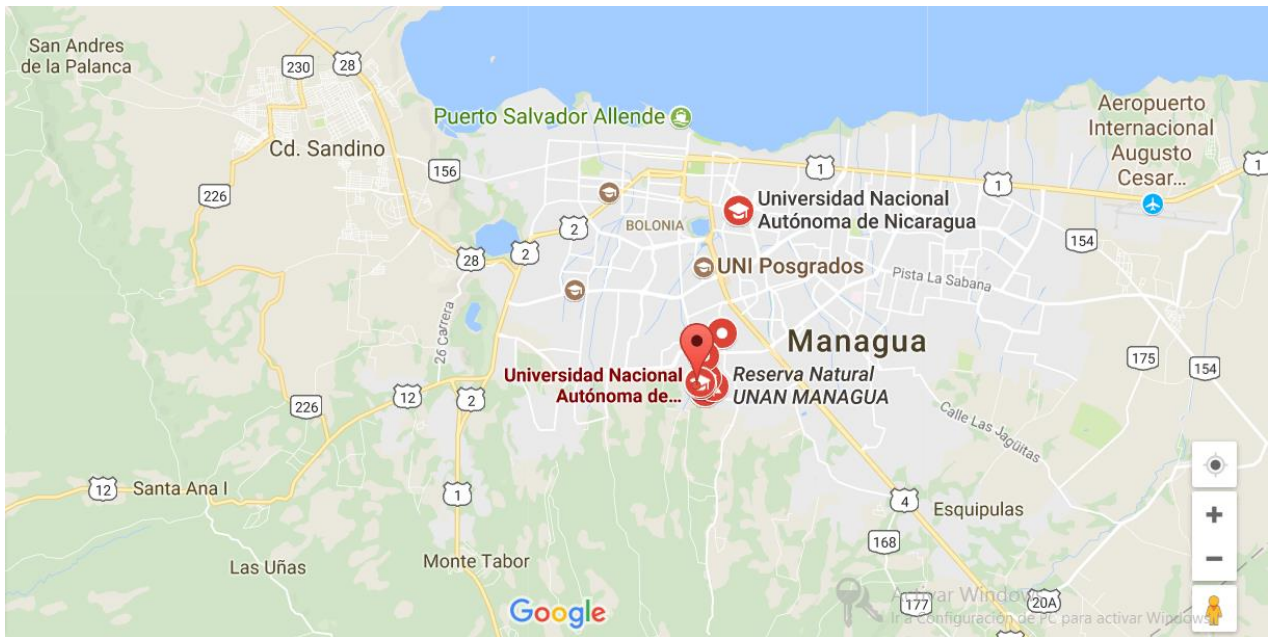 San Andres
de la Palanca
230
28
Puerto Salvador Allende
Aeropuerto
Internacional
Augusto
Cesar...
Cd. Sandino
156
1
1
1
226
Universidad Nacional
Autónoma de Nicaragua
2
BOLONIA
154
28
2
UNI Posgrados
Pista La Sabana
26 Carrera
Managua
175
154
Universidad Nacional
Autónoma de...
Reserva Natural
UNAN MANAGUA
226
12
2
Calle Las Jagüitas
12
Santa Ana I
1
4
Esquipulas
168
Monte Tabor
Las Uñas
Google
177
20A
Activar Windows
Ir a Configuración de PC para activar Windows.